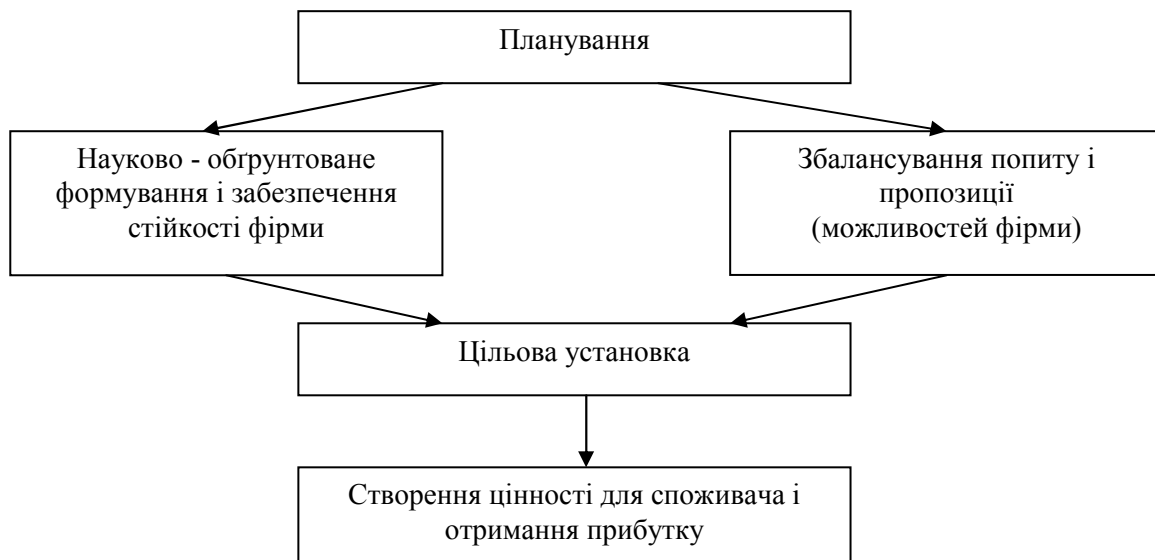 Планування
Науково - обґрунтоване
формування і забезпечення
стійкості фірми
Збалансування попиту і
пропозиції
(можливостей фірми)
Цільова установка
Створення цінності для споживача і
отримання прибутку